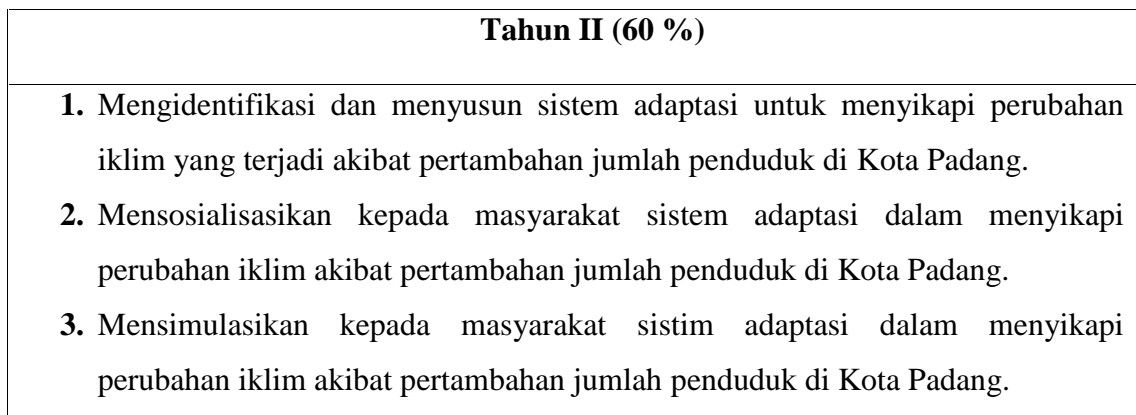 Tahun II (60 %)
1. Mengidentifikasi dan menyusun sistem adaptasi untuk menyikapi perubahan
iklim yang terjadi akibat pertambahan jumlah penduduk di Kota Padang.
2. Mensosialisasikan kepada masyarakat sistem adaptasi dalam menyikapi
perubahan iklim akibat pertambahan jumlah penduduk di Kota Padang.
3. Mensimulasikan kepada masyarakat sistim adaptasi dalam menyikapi
perubahan iklim akibat pertambahan jumlah penduduk di Kota Padang.